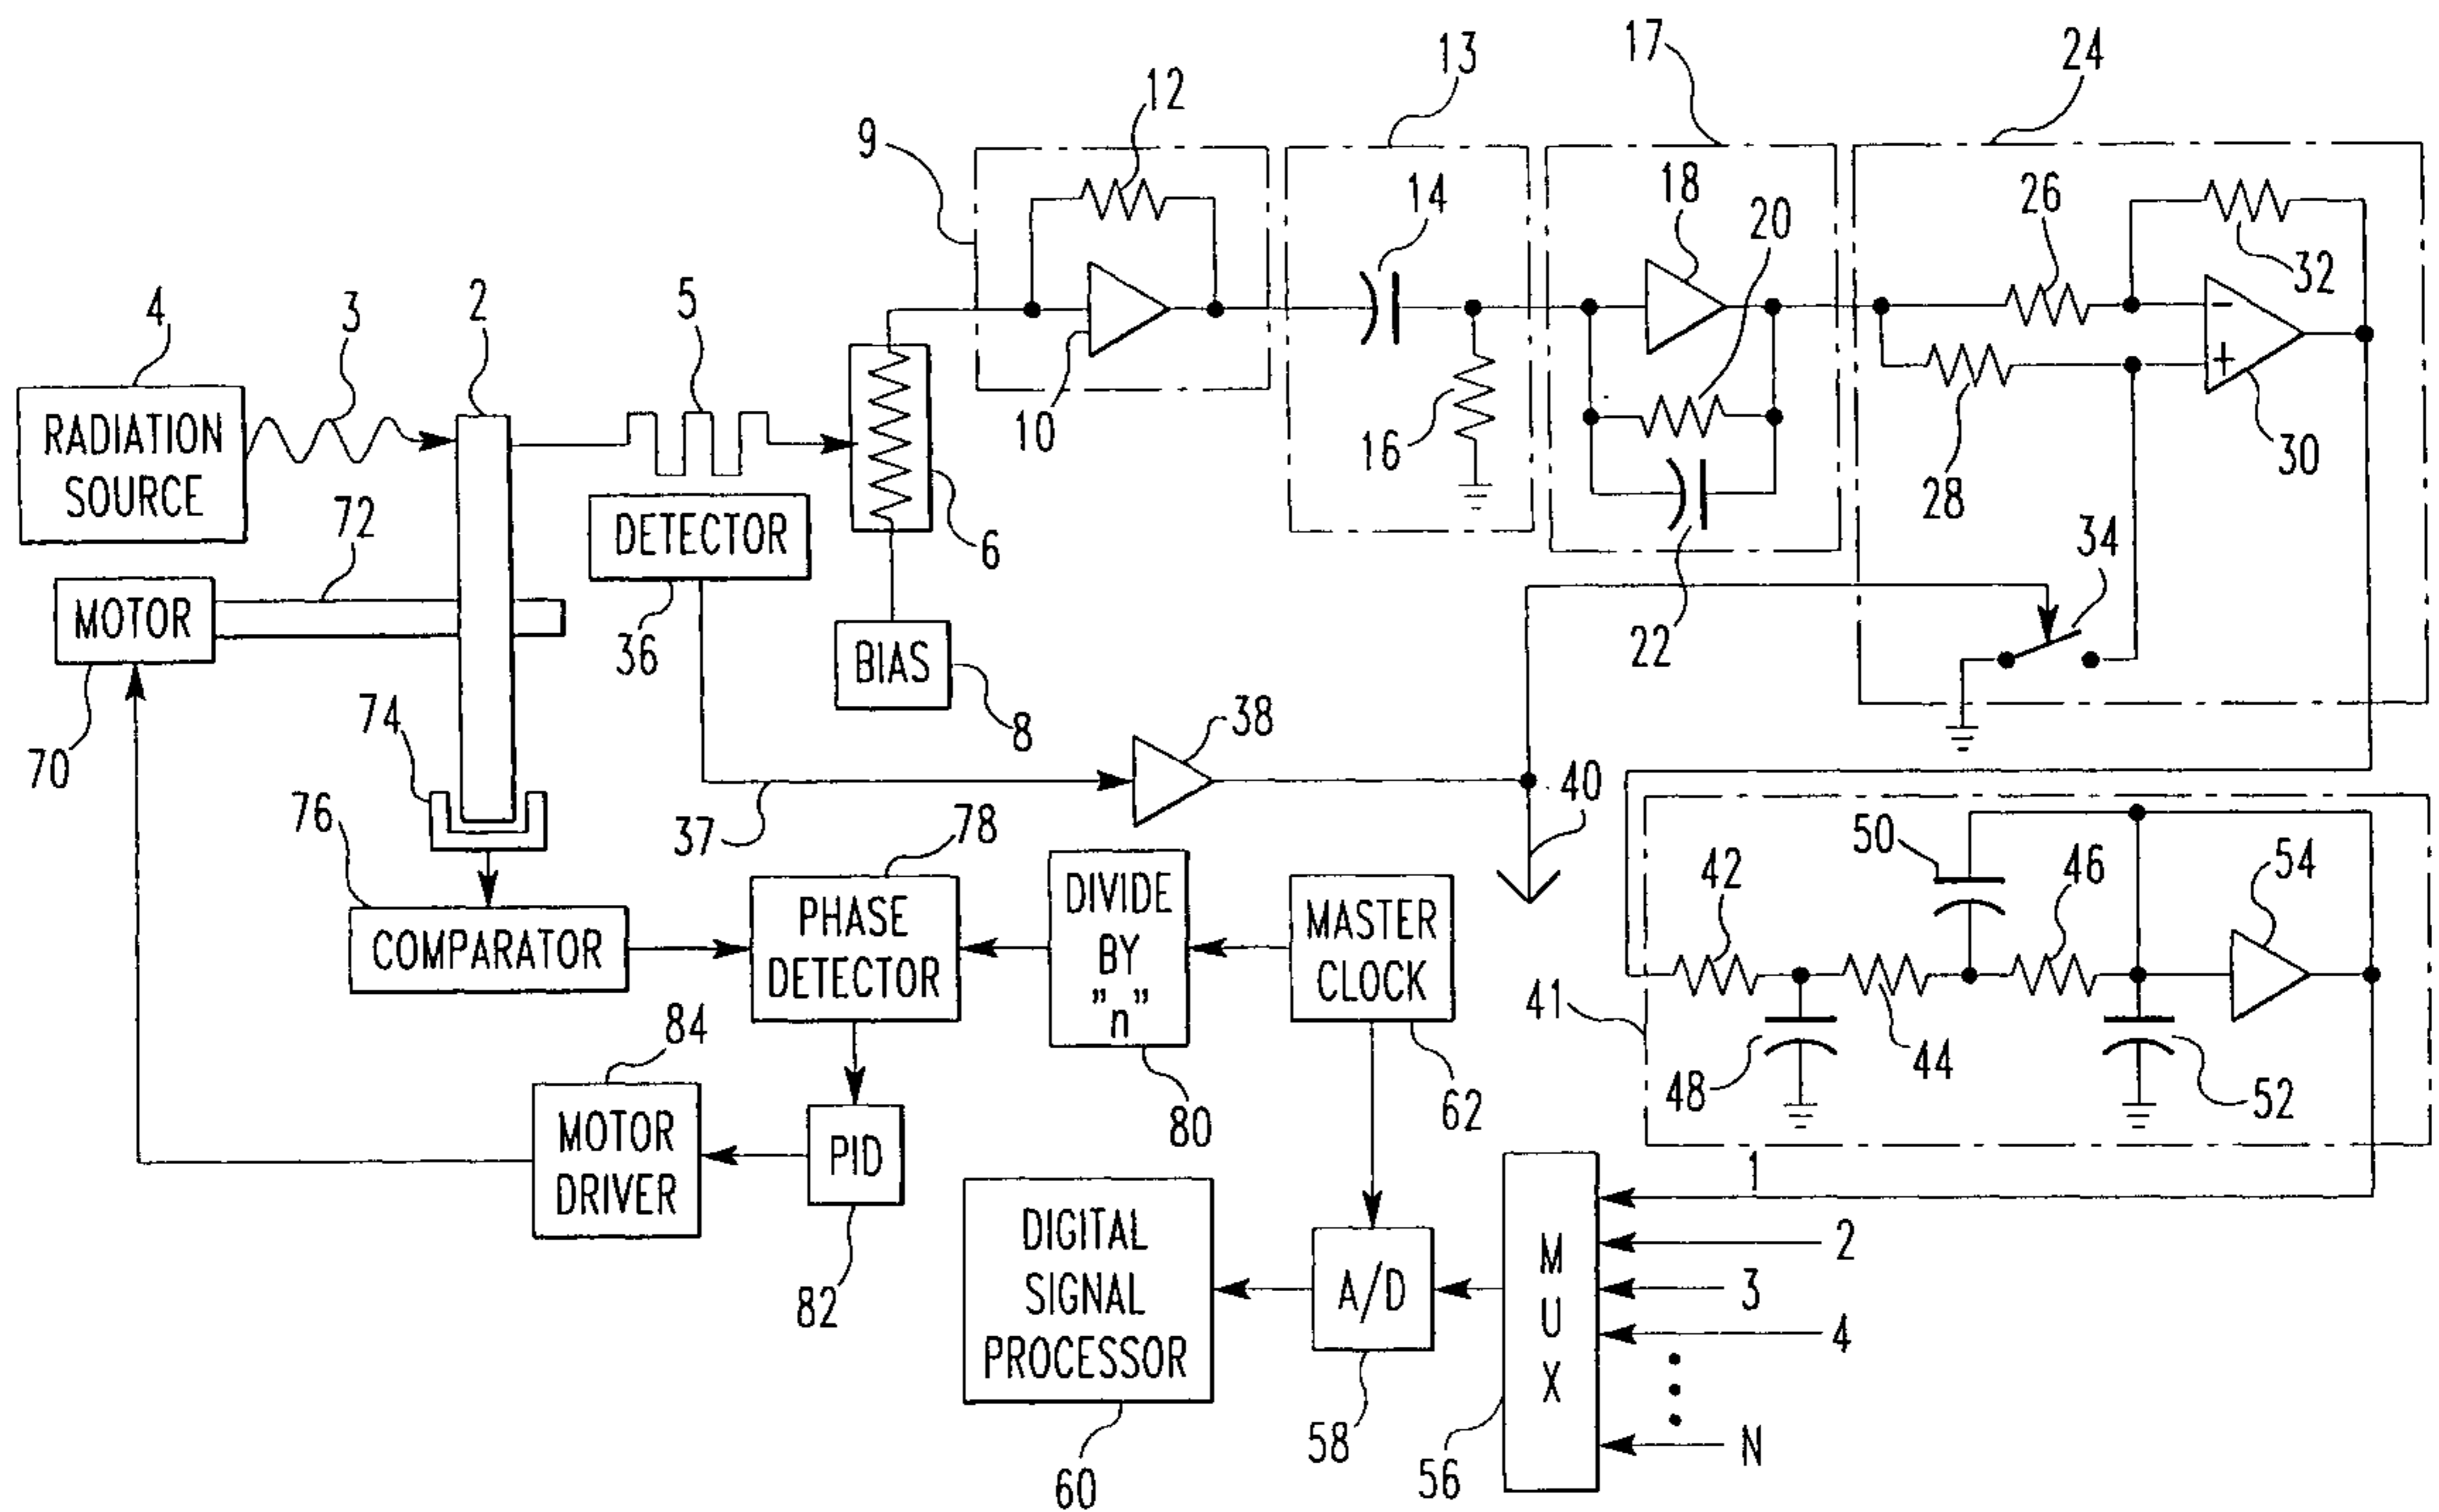 13
17
24
12
9
4
3
2
5
14
18
20
26
32
RADIATION
SOURCE
10
16
28
30
DETECTOR
72
6
34
MOTOR
36
BIAS
22
74
8
38
70
40
37
76
78
50
46
54
42
COMPARATOR
PHASE
DETECTOR
DIVIDE
BY
"n"
MASTER
CLOCK
41
84
48
44
52
62
80
MOTOR
DRIVER
PID
82
DIGITAL
SIGNAL
PROCESSOR
60
A/D
58
M
U
X
56
1
2
3
4
N